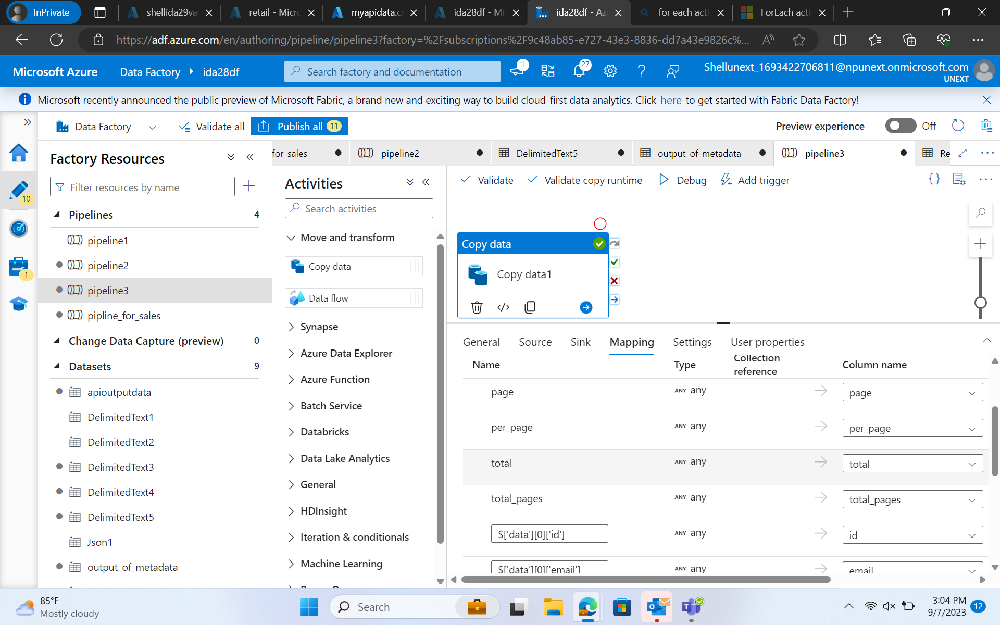 InPrivate
shellida29va
retail - Micr
myapidata.c
ida28df - Mi
ida28df - Az
for each acti
ForEach acti
https://adf.azure.com/en/authoring/pipeline/pipeline3?factory=%2Fsubscriptions%2F9c48ab85-e727-43e3-8836-dd7a43e9826c%...
Microsoft Azure
Data Factory
ida28df
Search factory and documentation
1
27
Shellunext_1693422706811@npunext.onmicrosoft.com
UNEXT
Microsoft recently announced the public preview of Microsoft Fabric, a brand new and exciting way to build cloud-first data analytics. Click here to get started with Fabric Data Factory!
Data Factory
Validate all
Publish all 11
Preview experience
Off
10
1
Factory Resources
Filter resources by name
Pipelines 4
pipeline1
pipeline2
pipeline3
pipline_for_sales
Change Data Capture (preview) 0
Datasets 9
apioutputdata
DelimitedText1
DelimitedText2
DelimitedText3
DelimitedText4
DelimitedText5
Json1
output_of_metadata
for_sales
pipeline2
DelimitedText5
output_of_metadata
pipeline3
Re
Activities
Search activities
Move and transform
Copy data
Data flow
Synapse
Azure Data Explorer
Azure Function
Batch Service
Databricks
Data Lake Analytics
General
HDInsight
Iteration & conditionals
Machine Learning
Validate
Validate copy runtime
Debug
Add trigger
Copy data
Copy data1
General
Source
Sink
Mapping
Settings
User properties
Name
Type
Collection reference
Column name
page ANY any page
per_page ANY any per_page
total ANY any total
total_pages ANY any total_pages
$['data'][0]['id'] ANY any id
$['data'][0]['email'] ANY any email
85°F
Mostly cloudy
Search
3:04 PM
9/7/2023
12